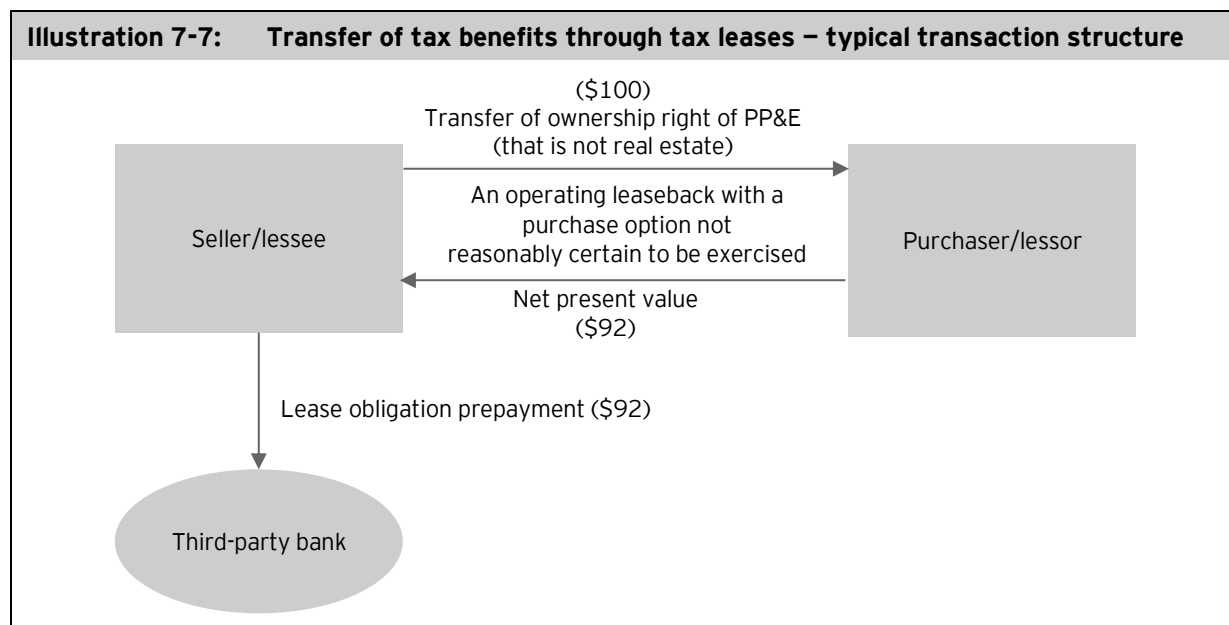 Illustration 7-7: Transfer of tax benefits through tax leases – typical transaction structure
($100)
Transfer of ownership right of PP&E
(that is not real estate)
An operating leaseback with a
purchase option not
reasonably certain to be exercised
Seller/lessee
Purchaser/lessor
Net present value
($92)
Lease obligation prepayment ($92)
Third-party bank